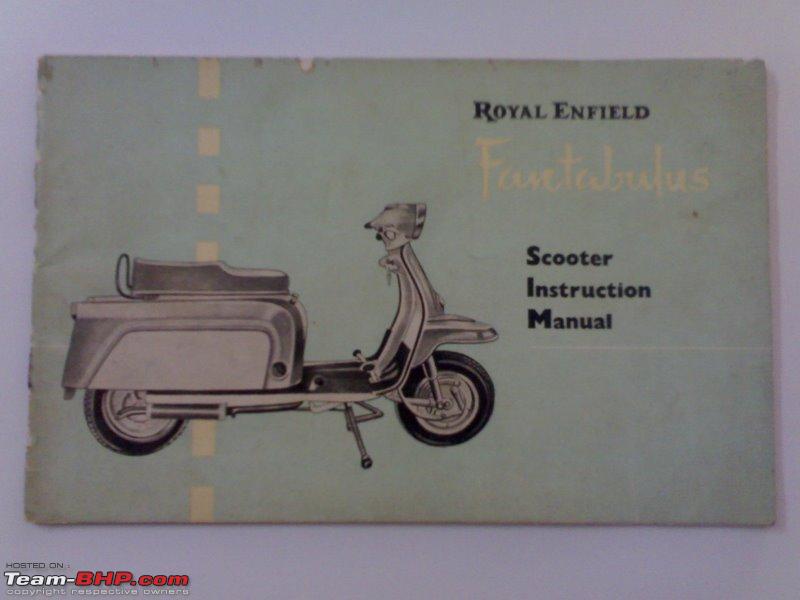 ROYAL ENFIELD
Fantabulus
Scooter
Instruction
Manual
HOSTED ON :
Team-BHP.com
copyright respective owners